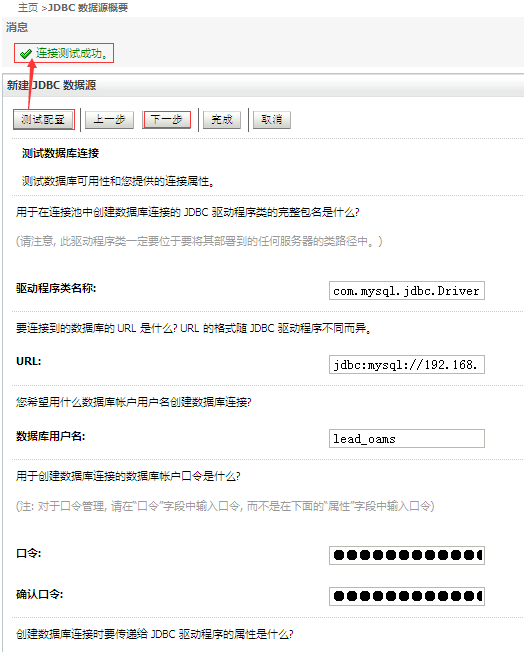 主页 >JDBC 数据源概要
消息
连接测试成功。
新建 JDBC 数据源
测试配置 上一步 下一步 完成 取消
测试数据库连接
测试数据库可用性和您提供的连接属性。
用于在连接池中创建数据库连接的 JDBC 驱动程序类的完整包名是什么?
(请注意, 此驱动程序类一定要位于要将其部署到的任何服务器的类路径中。)
驱动程序类名称: com.mysql.jdbc.Driver
要连接到的数据库的 URL 是什么? URL 的格式随 JDBC 驱动程序不同而异。
URL: jdbc:mysql://192.168.
您希望用什么数据库帐户用户名创建数据库连接?
数据库用户名: lead_oams
用于创建数据库连接的数据库帐户口令是什么?
(注: 对于口令管理, 请在“口令”字段中输入口令, 而不是在下面的“属性”字段中输入口令)
口令:
确认口令:
创建数据库连接时要传递给 JDBC 驱动程序的属性是什么?